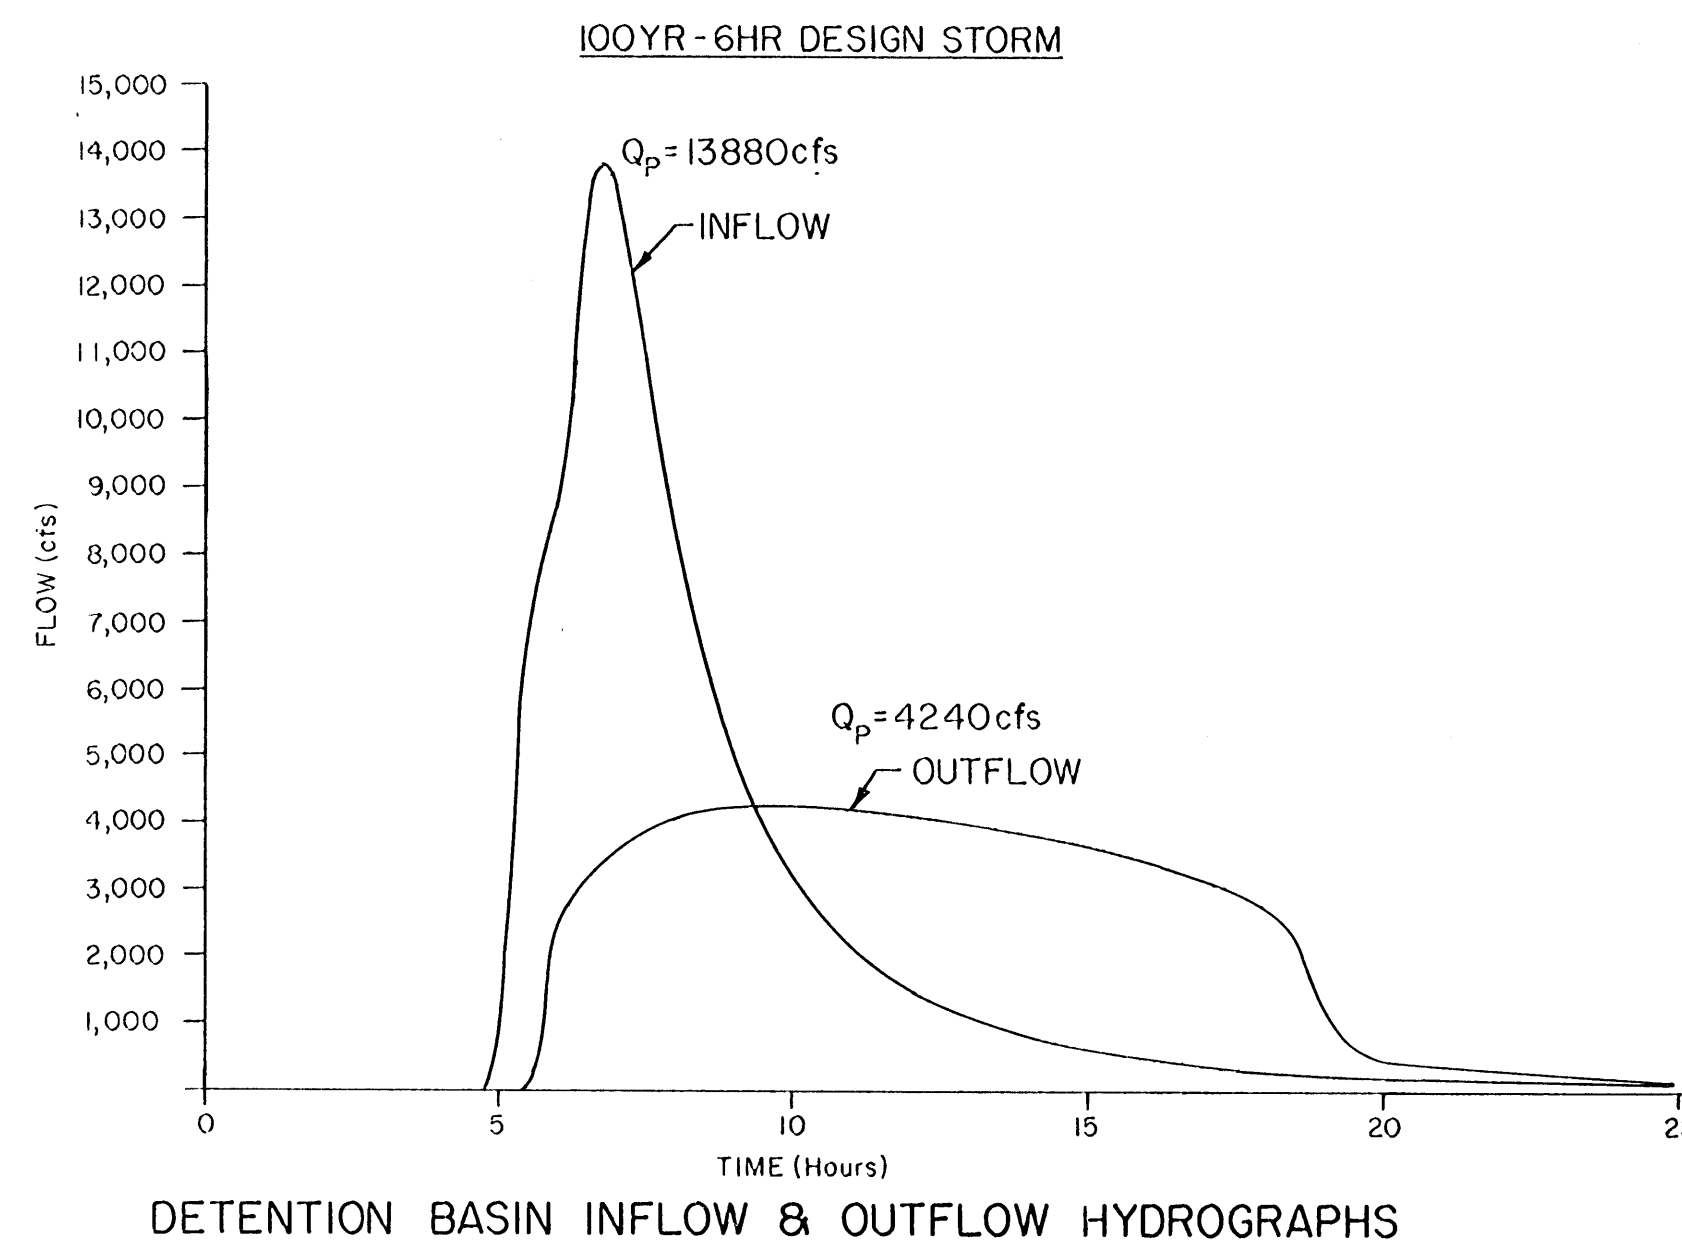 100YR-6HR DESIGN STORM
15,000
14,000
13,000
12,000
11,000
10,000
9,000
8,000
7,000
6,000
5,000
4,000
3,000
2,000
1,000
FLOW (cfs)
Qp=13880cfs
INFLOW
Qp=4240cfs
OUTFLOW
0 5 10 15 20
TIME (Hours)
DETENTION BASIN INFLOW & OUTFLOW HYDROGRAPHS